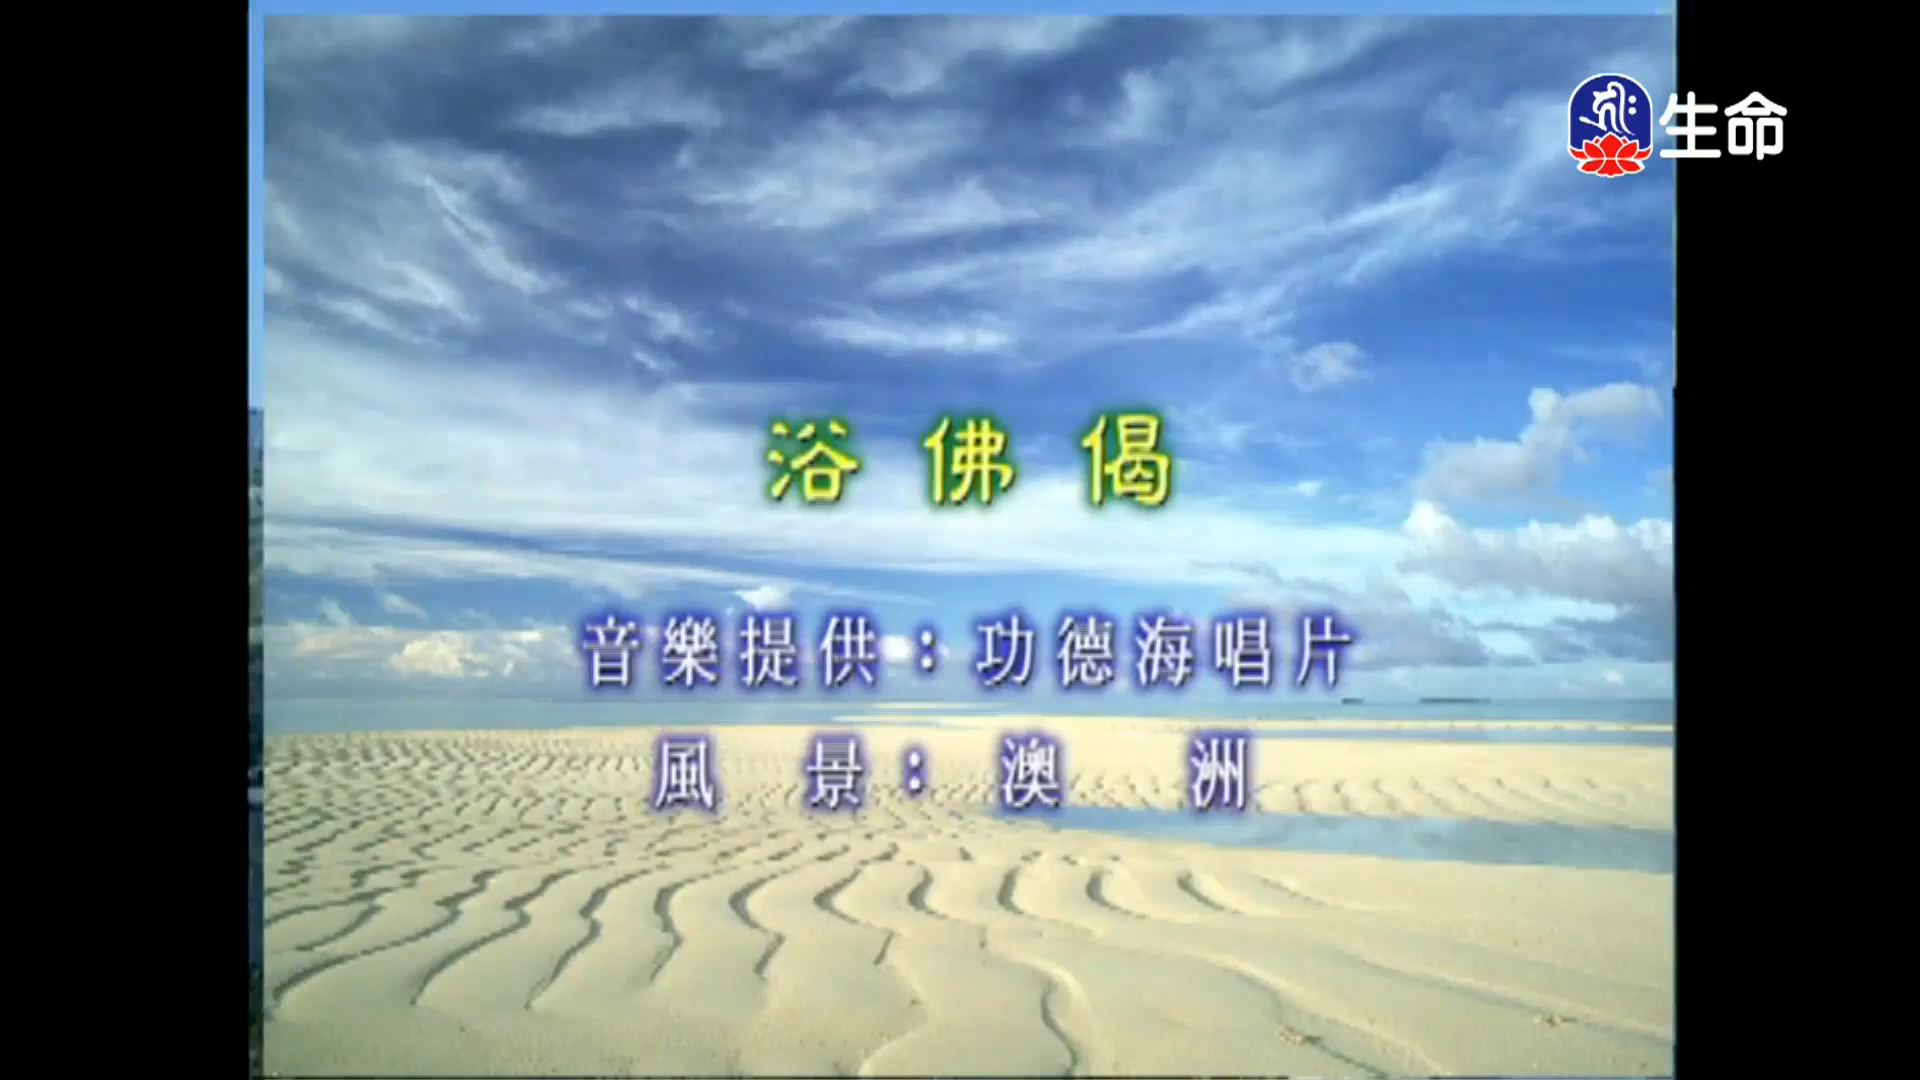 生命
浴佛偈
音樂提供：功德海唱片
風景：澳洲